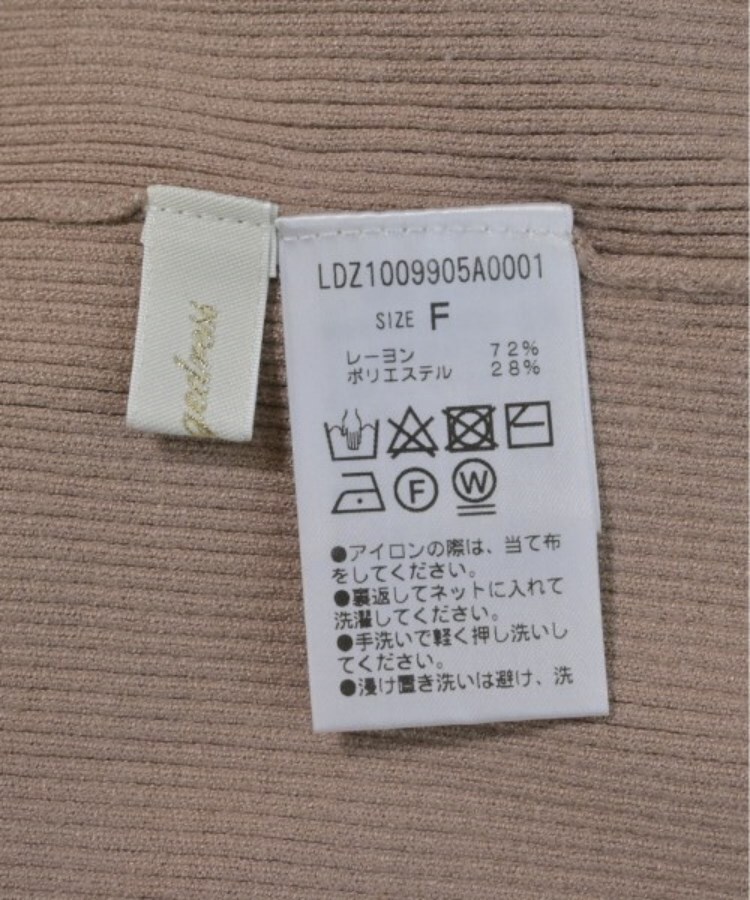 LDZ1009905A0001
SIZE F
レーヨン 72%
ポリエステル 28%
F W
●アイロンの際は、当て布
をしてください。
●裏返してネットに入れて
洗濯してください。
●手洗いで軽く押し洗いし
てください。
●浸け置き洗いは避け、洗